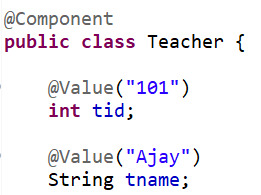 @Component
public class Teacher {
@Value("101")
int tid;
@Value("Ajay")
String tname;